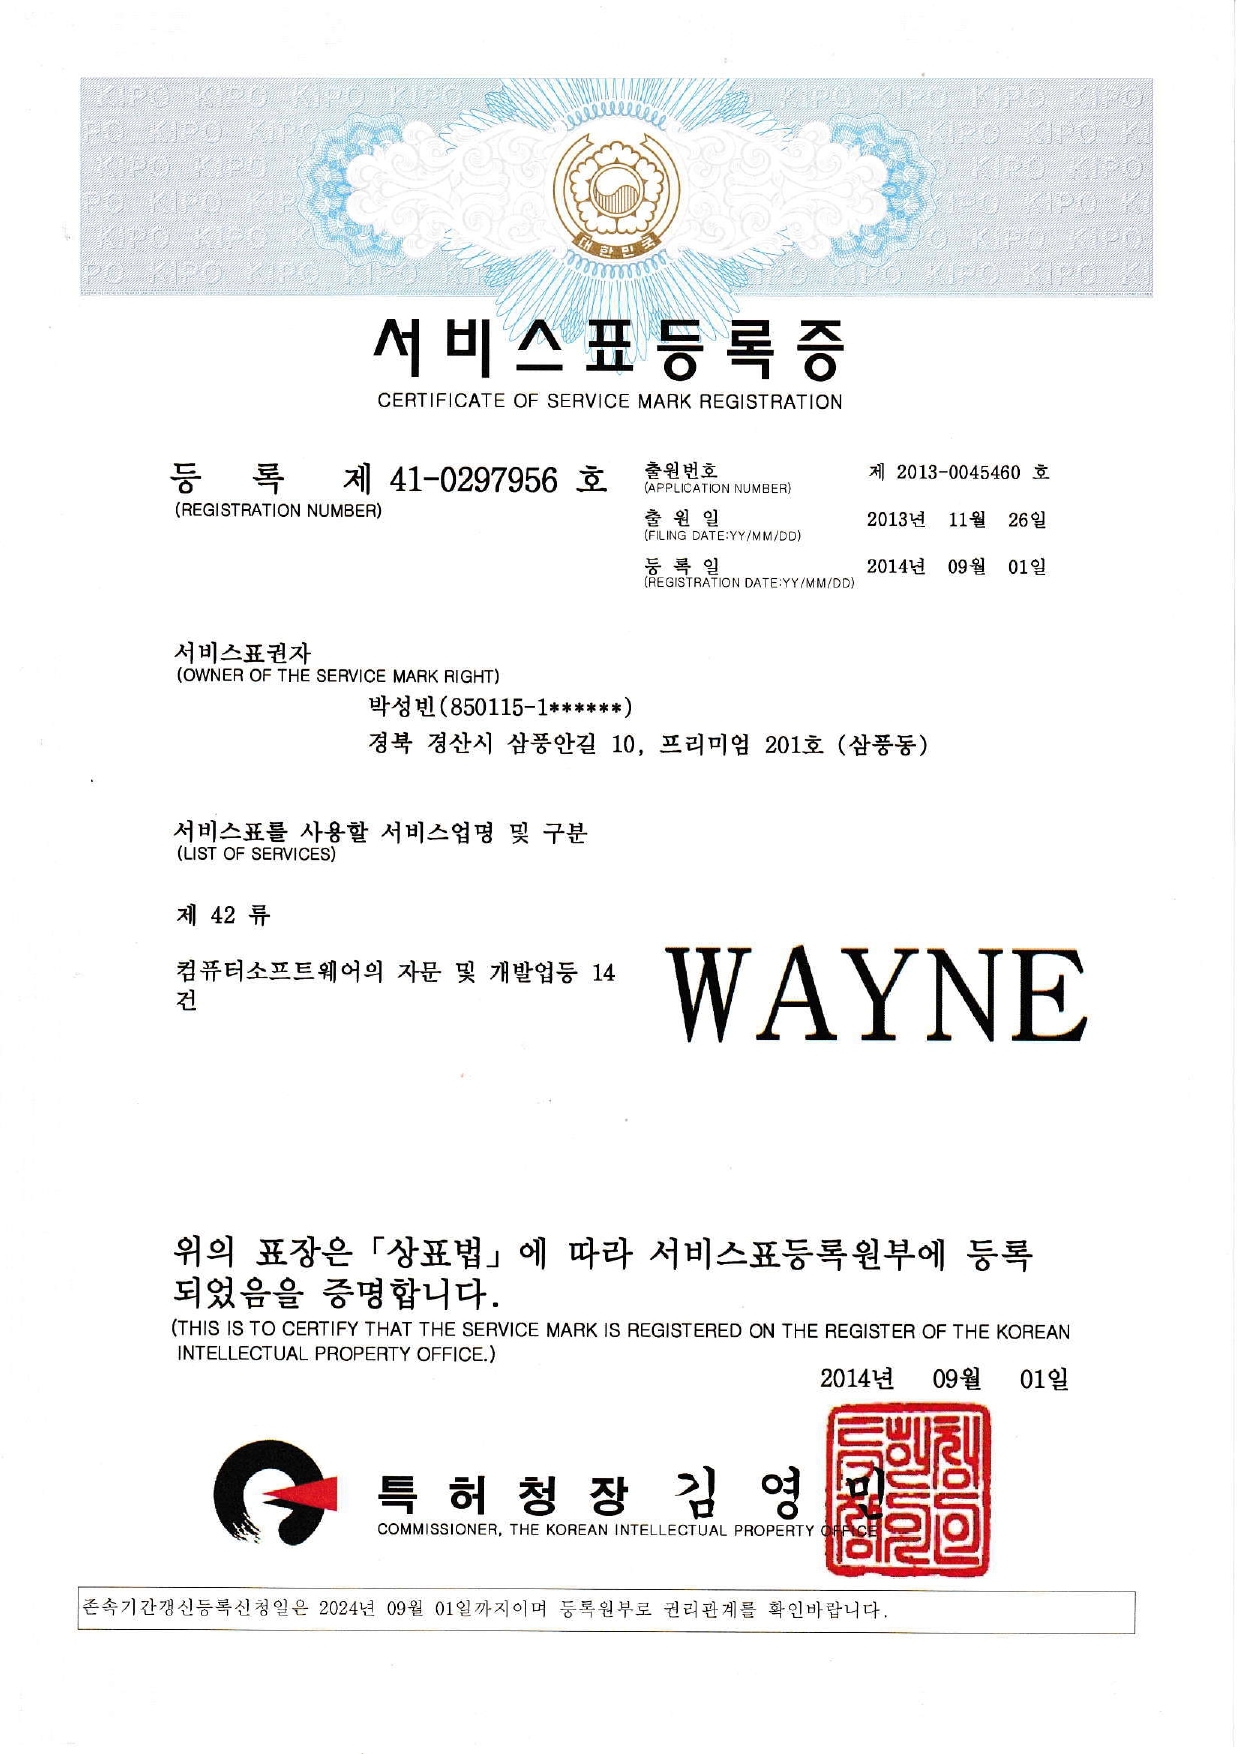 대한민국
서비스표등록증
CERTIFICATE OF SERVICE MARK REGISTRATION
등 록 제 41-0297956 호
(REGISTRATION NUMBER)
출원번호 제 2013-0045460 호
(APPLICATION NUMBER)
출 원 일 2013년 11월 26일
(FILING DATE:YY/MM/DD)
등 록 일 2014년 09월 01일
(REGISTRATION DATE:YY/MM/DD)
서비스표권자
(OWNER OF THE SERVICE MARK RIGHT)
박성빈(850115-1******)
경북 경산시 삼풍안길 10, 프리미엄 201호 (삼풍동)
서비스표를 사용할 서비스업명 및 구분
(LIST OF SERVICES)
제 42 류
컴퓨터소프트웨어의 자문 및 개발업등 14
건
WAYNE
위의 표장은 「상표법」에 따라 서비스표등록원부에 등록
되었음을 증명합니다.
(THIS IS TO CERTIFY THAT THE SERVICE MARK IS REGISTERED ON THE REGISTER OF THE KOREAN
INTELLECTUAL PROPERTY OFFICE.)
2014년 09월 01일
특허청장 김영민
COMMISSIONER, THE KOREAN INTELLECTUAL PROPERTY OFFICE
존속기간갱신등록신청일은 2024년 09월 01일까지이며 등록원부로 권리관계를 확인바랍니다.